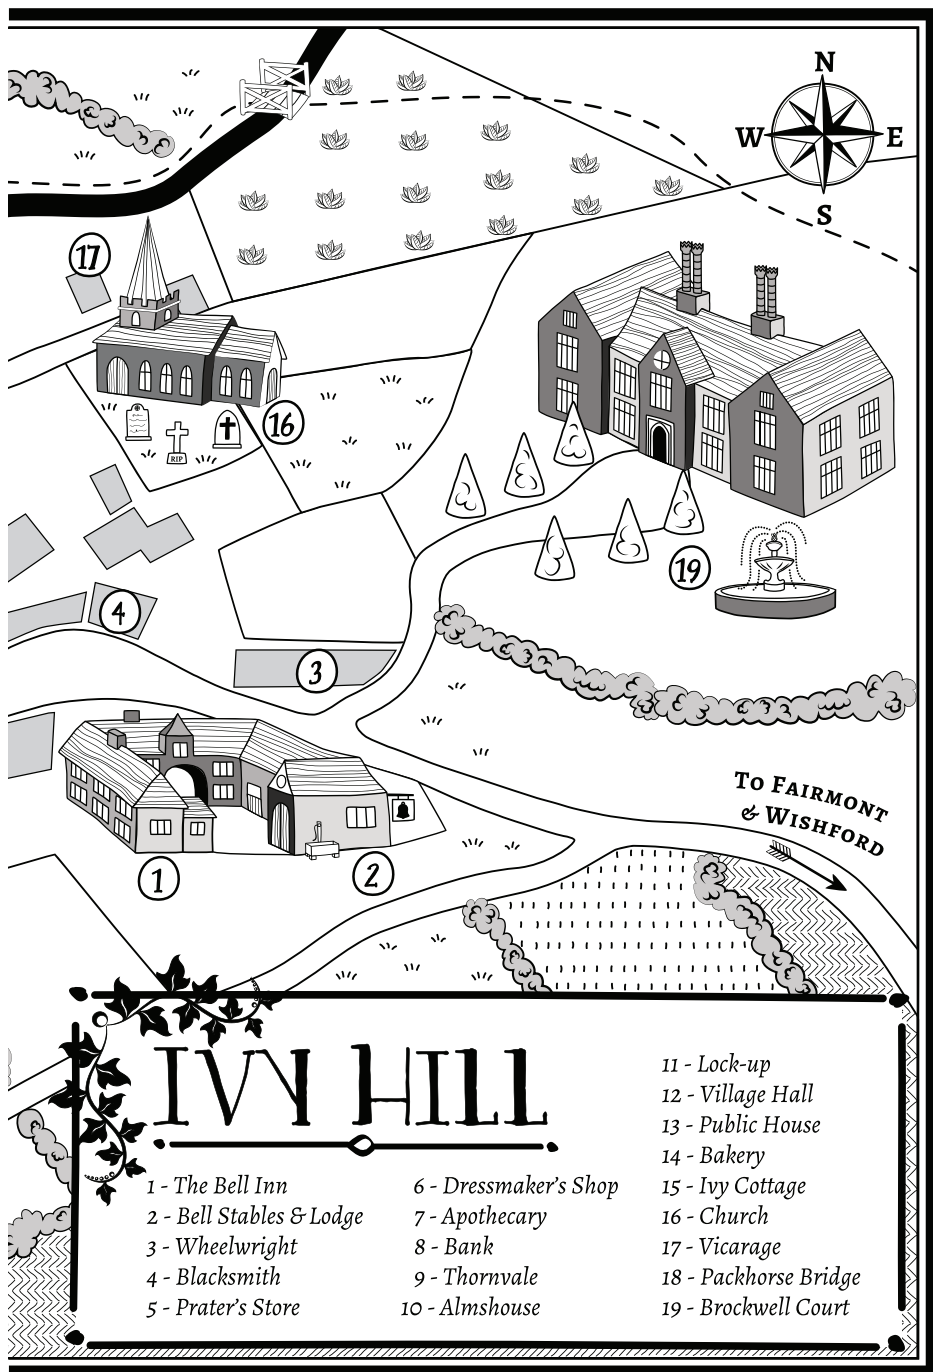 N
W
E
S
17
16
RIP
19
4
3
To Fairmont
& Wishford
1
2
Ivy Hill
1 - The Bell Inn
2 - Bell Stables & Lodge
3 - Wheelwright
4 - Blacksmith
5 - Prater's Store
6 - Dressmaker's Shop
7 - Apothecary
8 - Bank
9 - Thornvale
10 - Almshouse
11 - Lock-up
12 - Village Hall
13 - Public House
14 - Bakery
15 - Ivy Cottage
16 - Church
17 - Vicarage
18 - Packhorse Bridge
19 - Brockwell Court